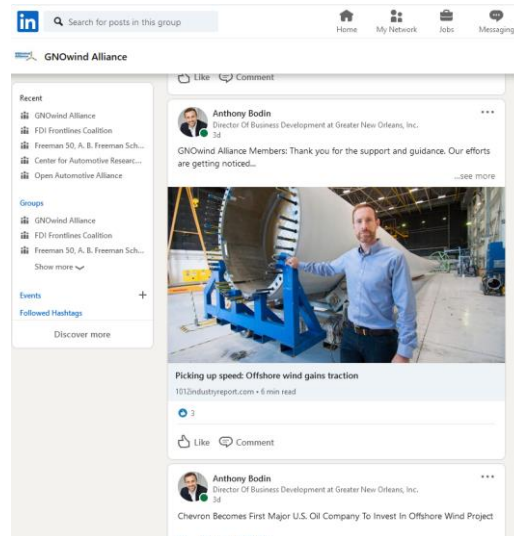 in
Search for posts in this group
Home
My Network
Jobs
Messaging
GNOwind Alliance
Recent
GNOwind Alliance
FDI Frontlines Coalition
Freeman 50, A. B. Freeman Sch...
Center for Automotive Researc...
Open Automotive Alliance
Groups
GNOwind Alliance
FDI Frontlines Coalition
Freeman 50, A. B. Freeman Sch...
Show more
Events
Followed Hashtags
Discover more
Like
Comment
Anthony Bodin
Director Of Business Development at Greater New Orleans, Inc.
3d
GNOwind Alliance Members: Thank you for the support and guidance. Our efforts
are getting noticed...
...see more
Picking up speed: Offshore wind gains traction
1012industryreport.com • 6 min read
3
Like
Comment
Anthony Bodin
Director Of Business Development at Greater New Orleans, Inc.
3d
Chevron Becomes First Major U.S. Oil Company To Invest In Offshore Wind Project